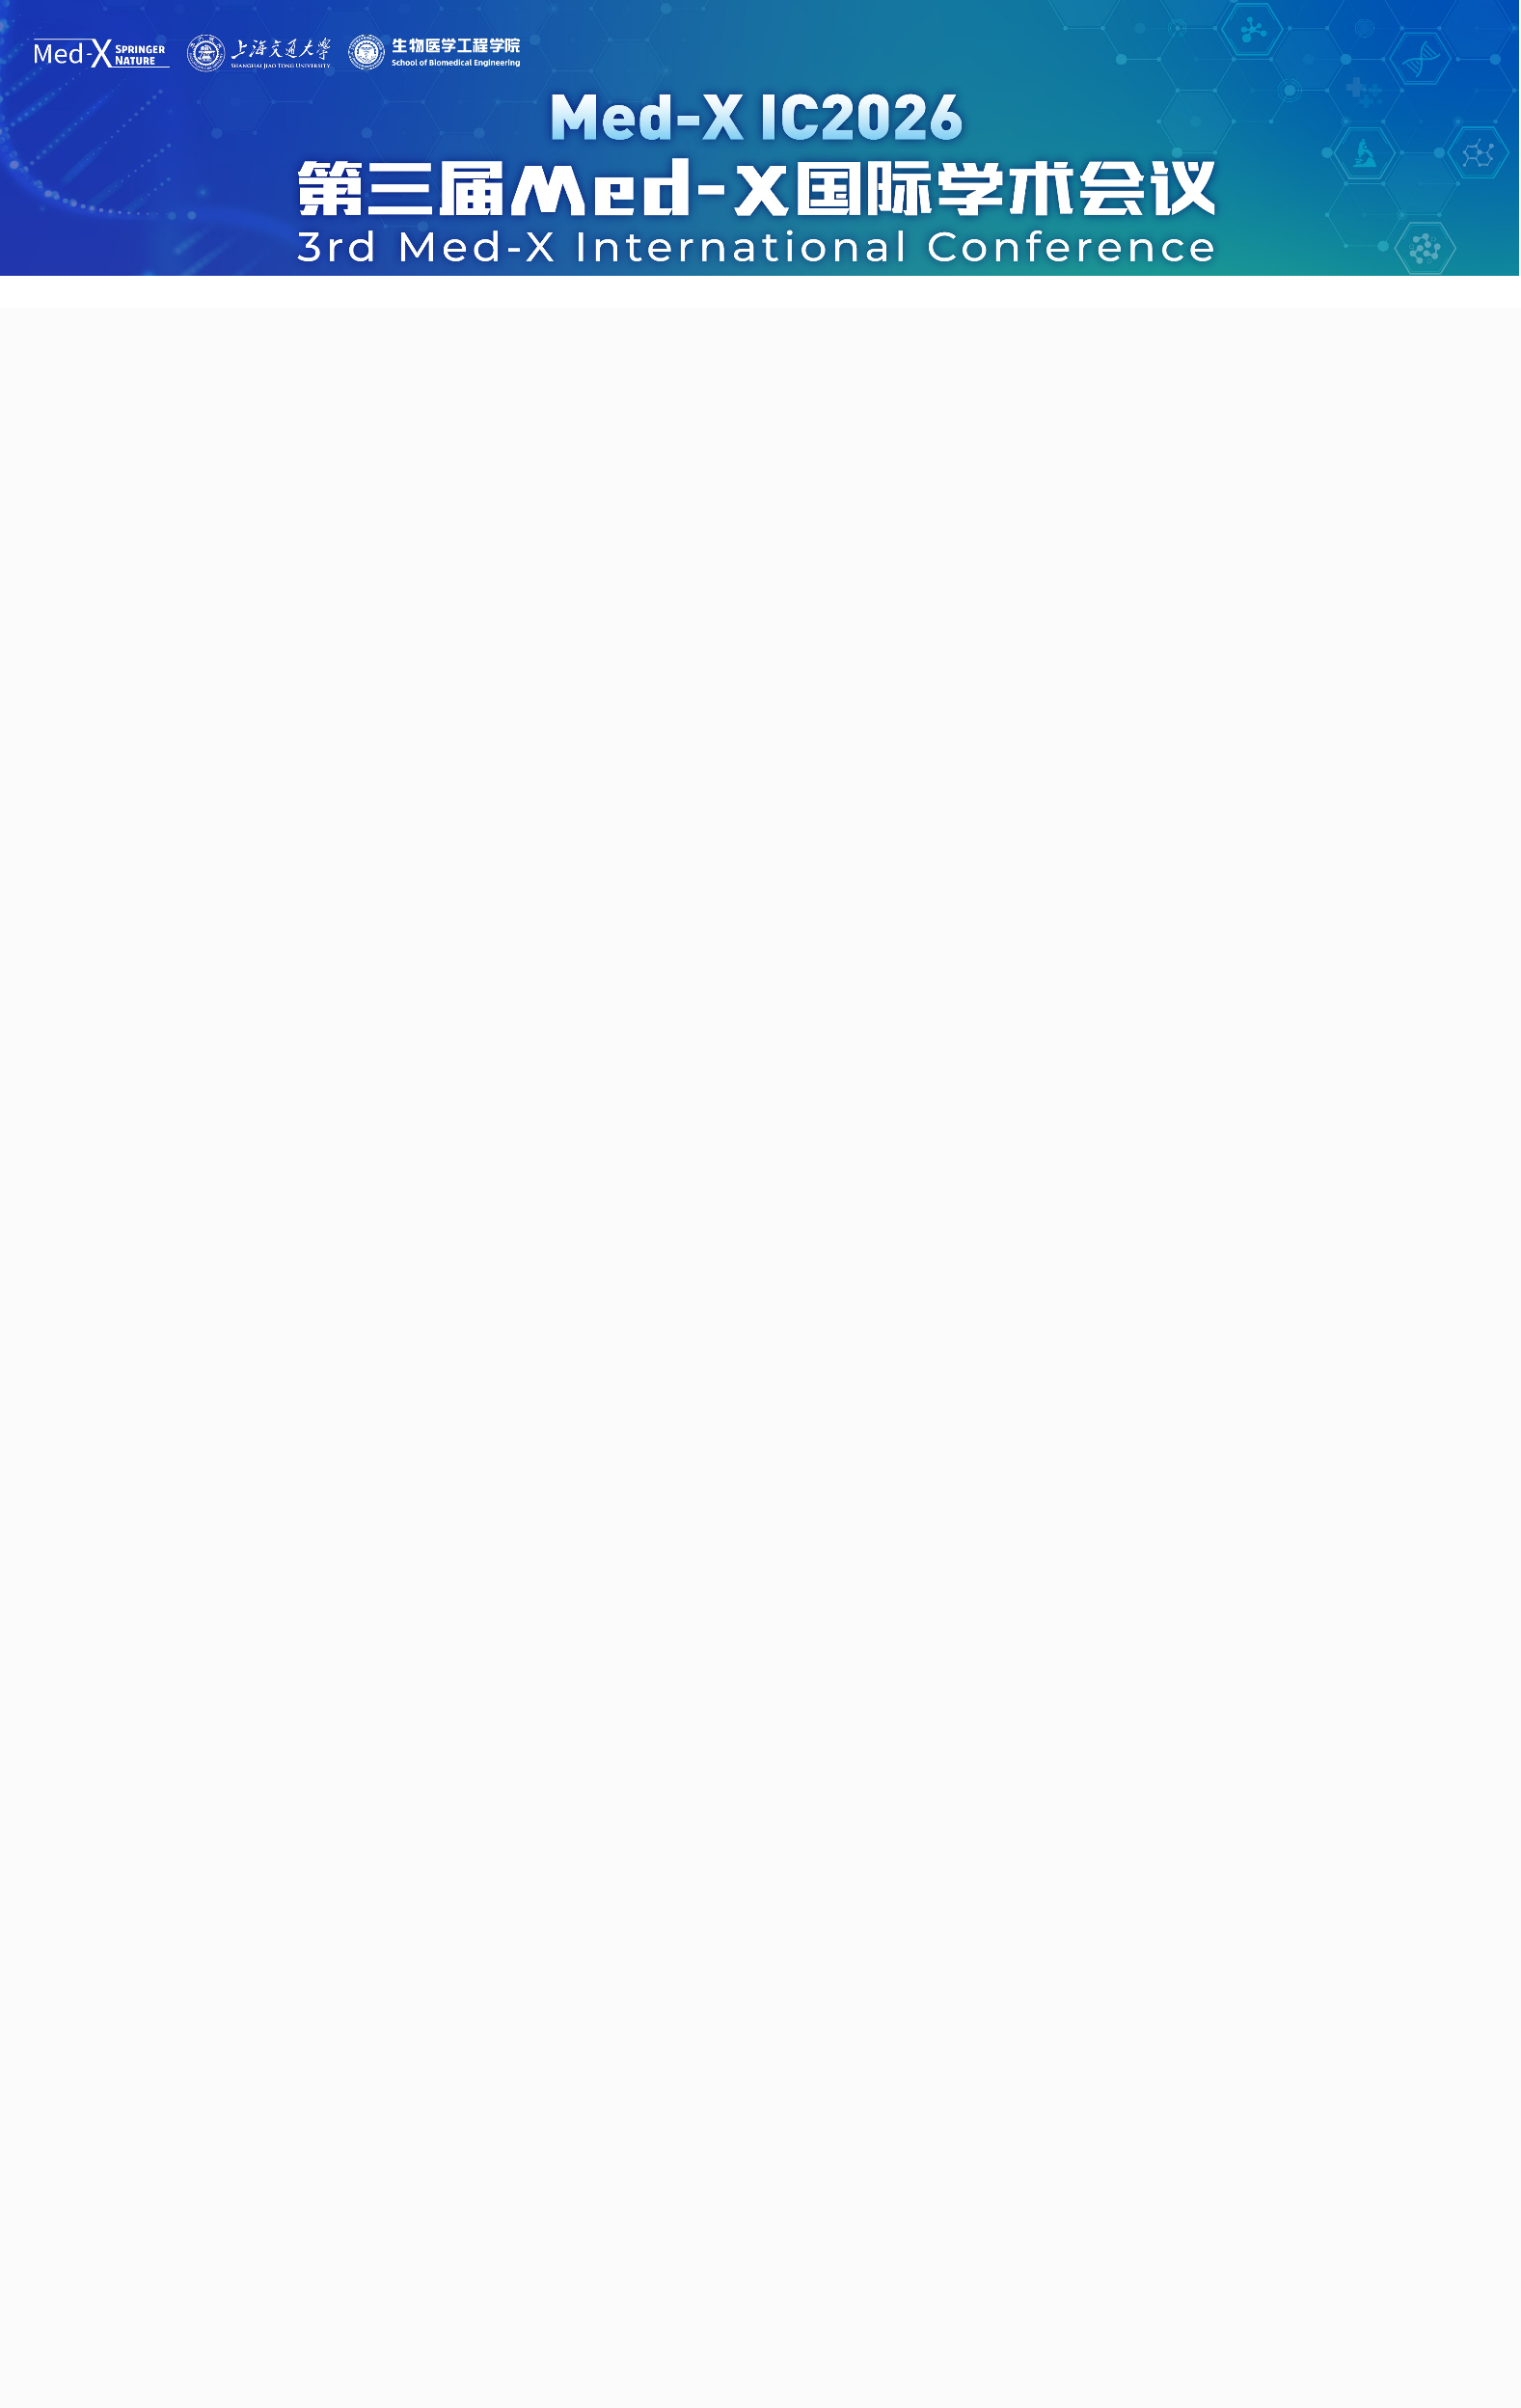 Med-X SPRINGER NATURE
上海交通大学
SHANGHAI JIAO TONG UNIVERSITY
生物医学工程学院
School of Biomedical Engineering
Med-X IC2026
第三届Med-X国际学术会议
3rd Med-X International Conference